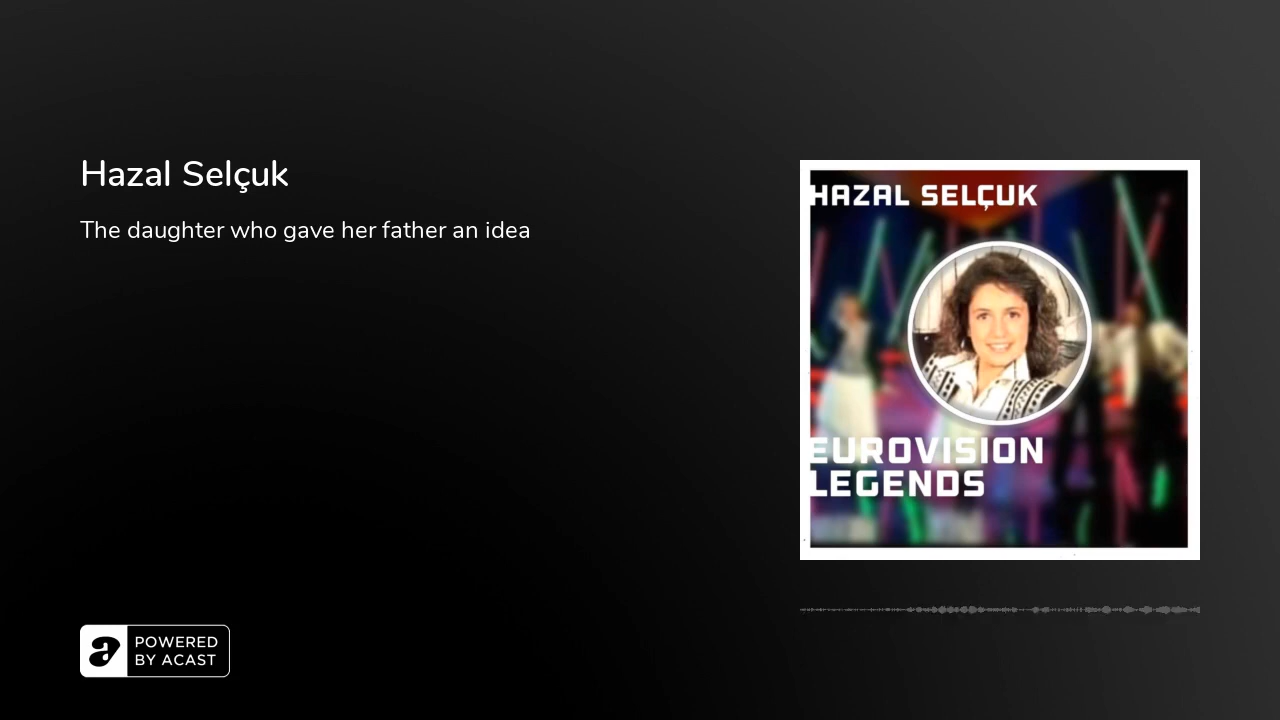 Hazal Selçuk
The daughter who gave her father an idea
HAZAL SELÇUK
EUROVISION
LEGENDS
a POWERED
BY ACAST